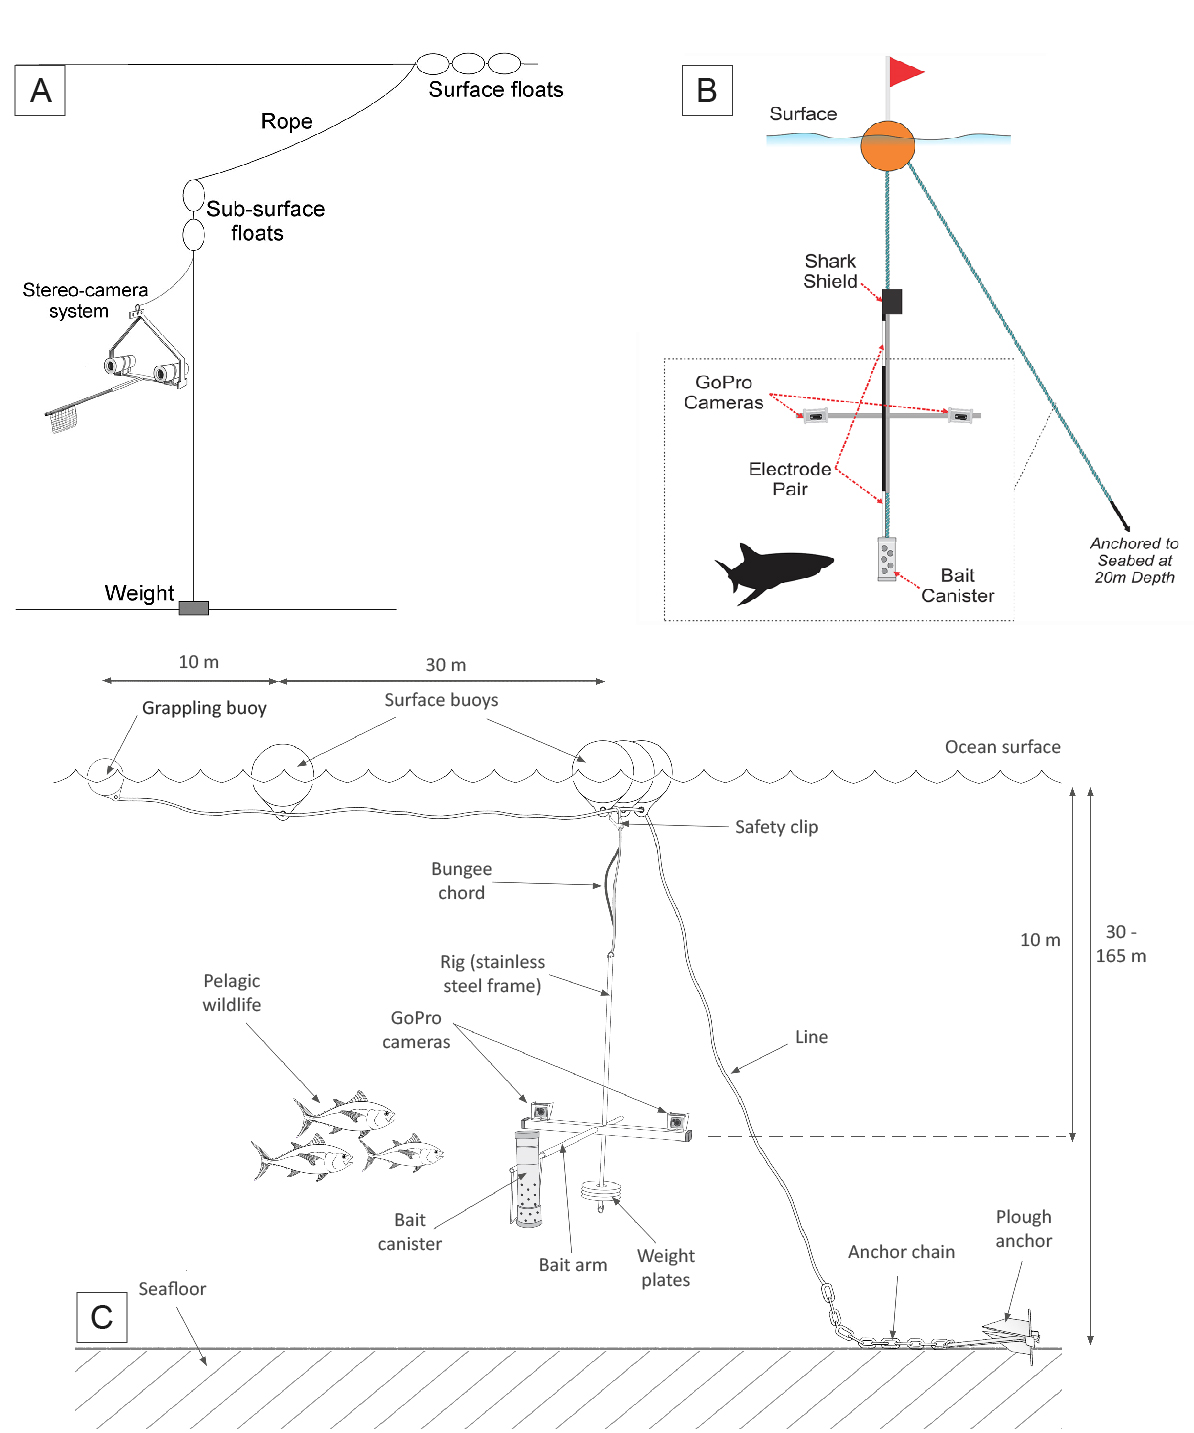 A
Surface floats
Rope
Sub-surface
floats
Stereo-camera
system
Weight
B
Surface
Shark
Shield
GoPro
Cameras
Electrode
Pair
Anchored to
Seabed at
20m Depth
Bait
Canister
10 m
30 m
Grappling buoy
Surface buoys
Ocean surface
Safety clip
Bungee
chord
10 m
30 -
165 m
Rig (stainless
steel frame)
Pelagic
wildlife
GoPro
cameras
Line
Bait
canister
Bait arm
Weight
plates
Anchor chain
Plough
anchor
Seafloor
C